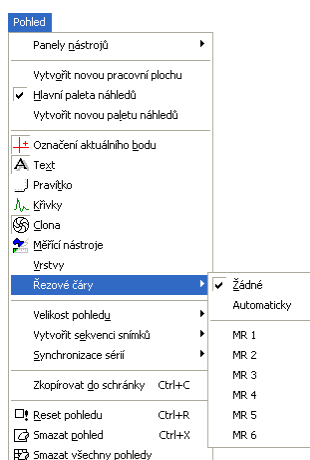 Pohled
Panely nástrojů
Vytvořit novou pracovní plochu
Hlavní paleta náhledů
Vytvořit novou paletu náhledů
Označení aktuálního bodu
Text
Pravítko
Křivky
Clona
Měřící nástroje
Vrstvy
Řezové čáry
Žádné
Automaticky
MR 1
MR 2
MR 3
MR 4
MR 5
MR 6
Velikost pohledu
Vytvořit sekvenci snímků
Synchronizace sérií
Zkopírovat do schránky Ctrl+C
Reset pohledu Ctrl+R
Smazat pohled Ctrl+X
Smazat všechny pohledy